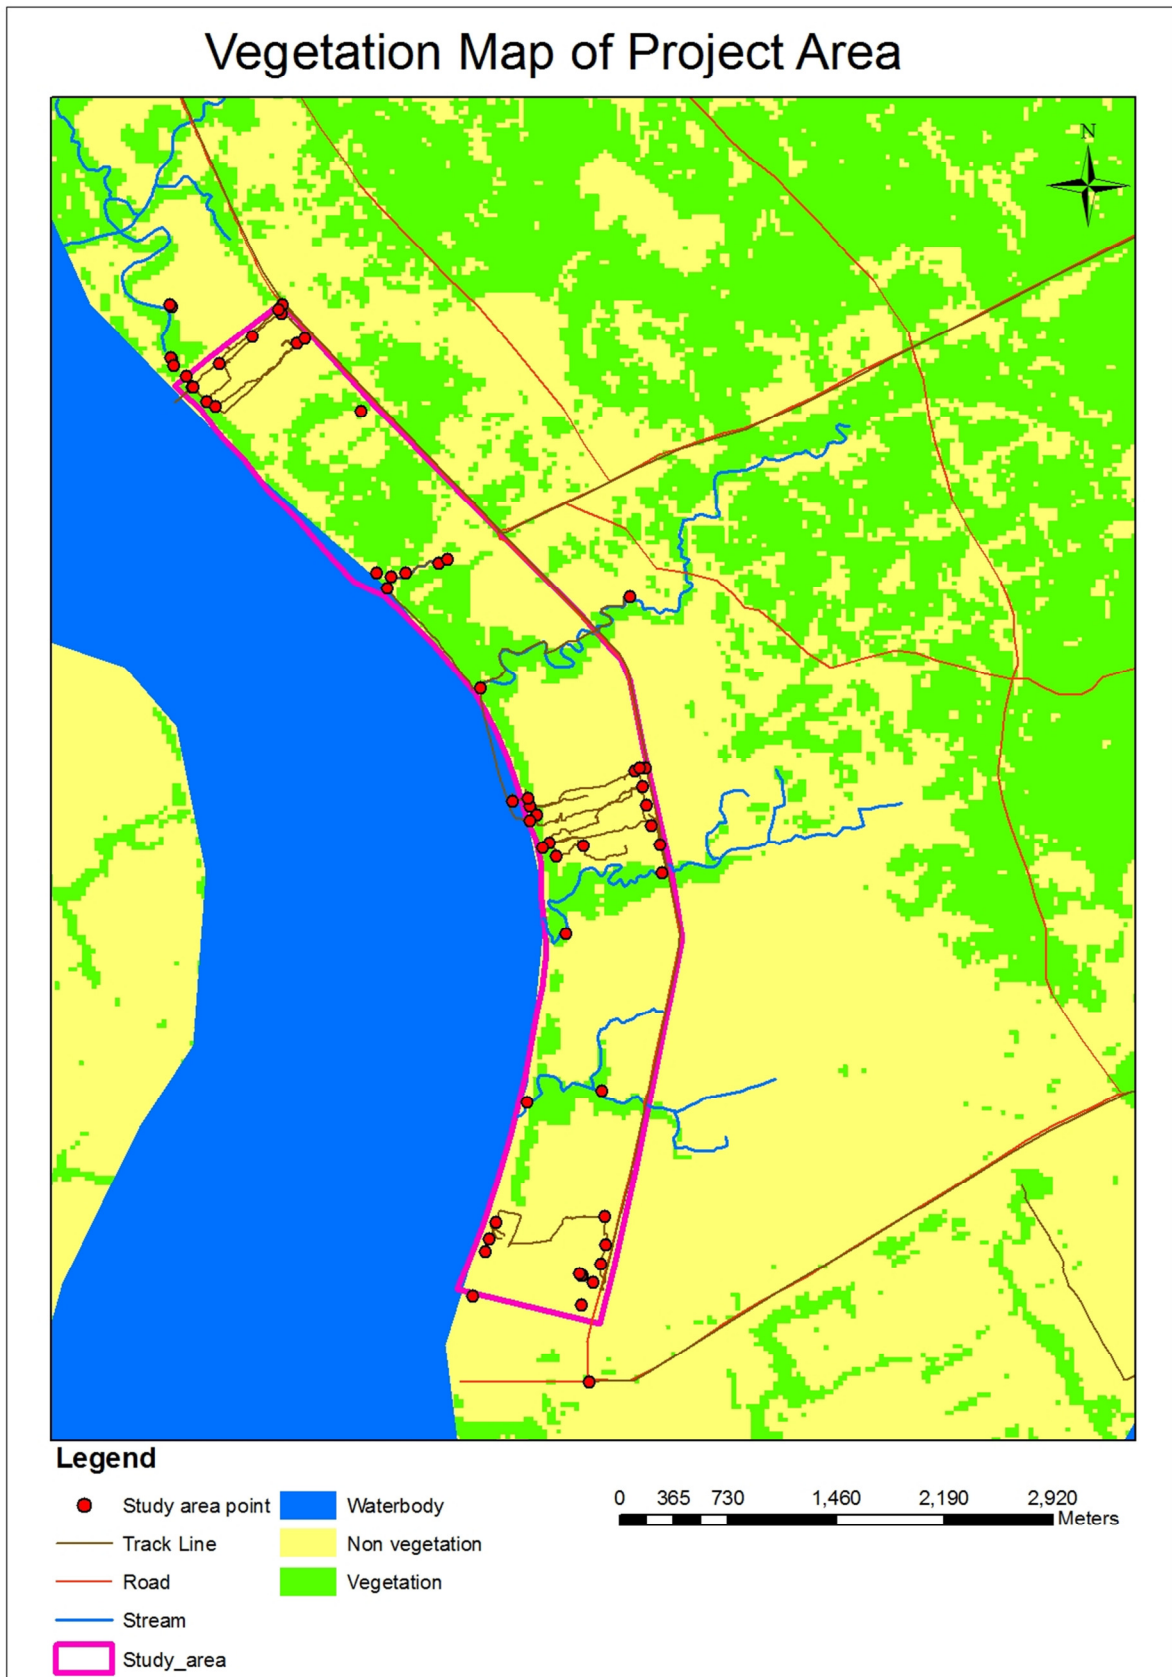 Vegetation Map of Project Area
N
Legend
Study area point
Waterbody
Track Line
Non vegetation
Road
Vegetation
Stream
Study_area
0 365 730 1,460 2,190 2,920
Meters